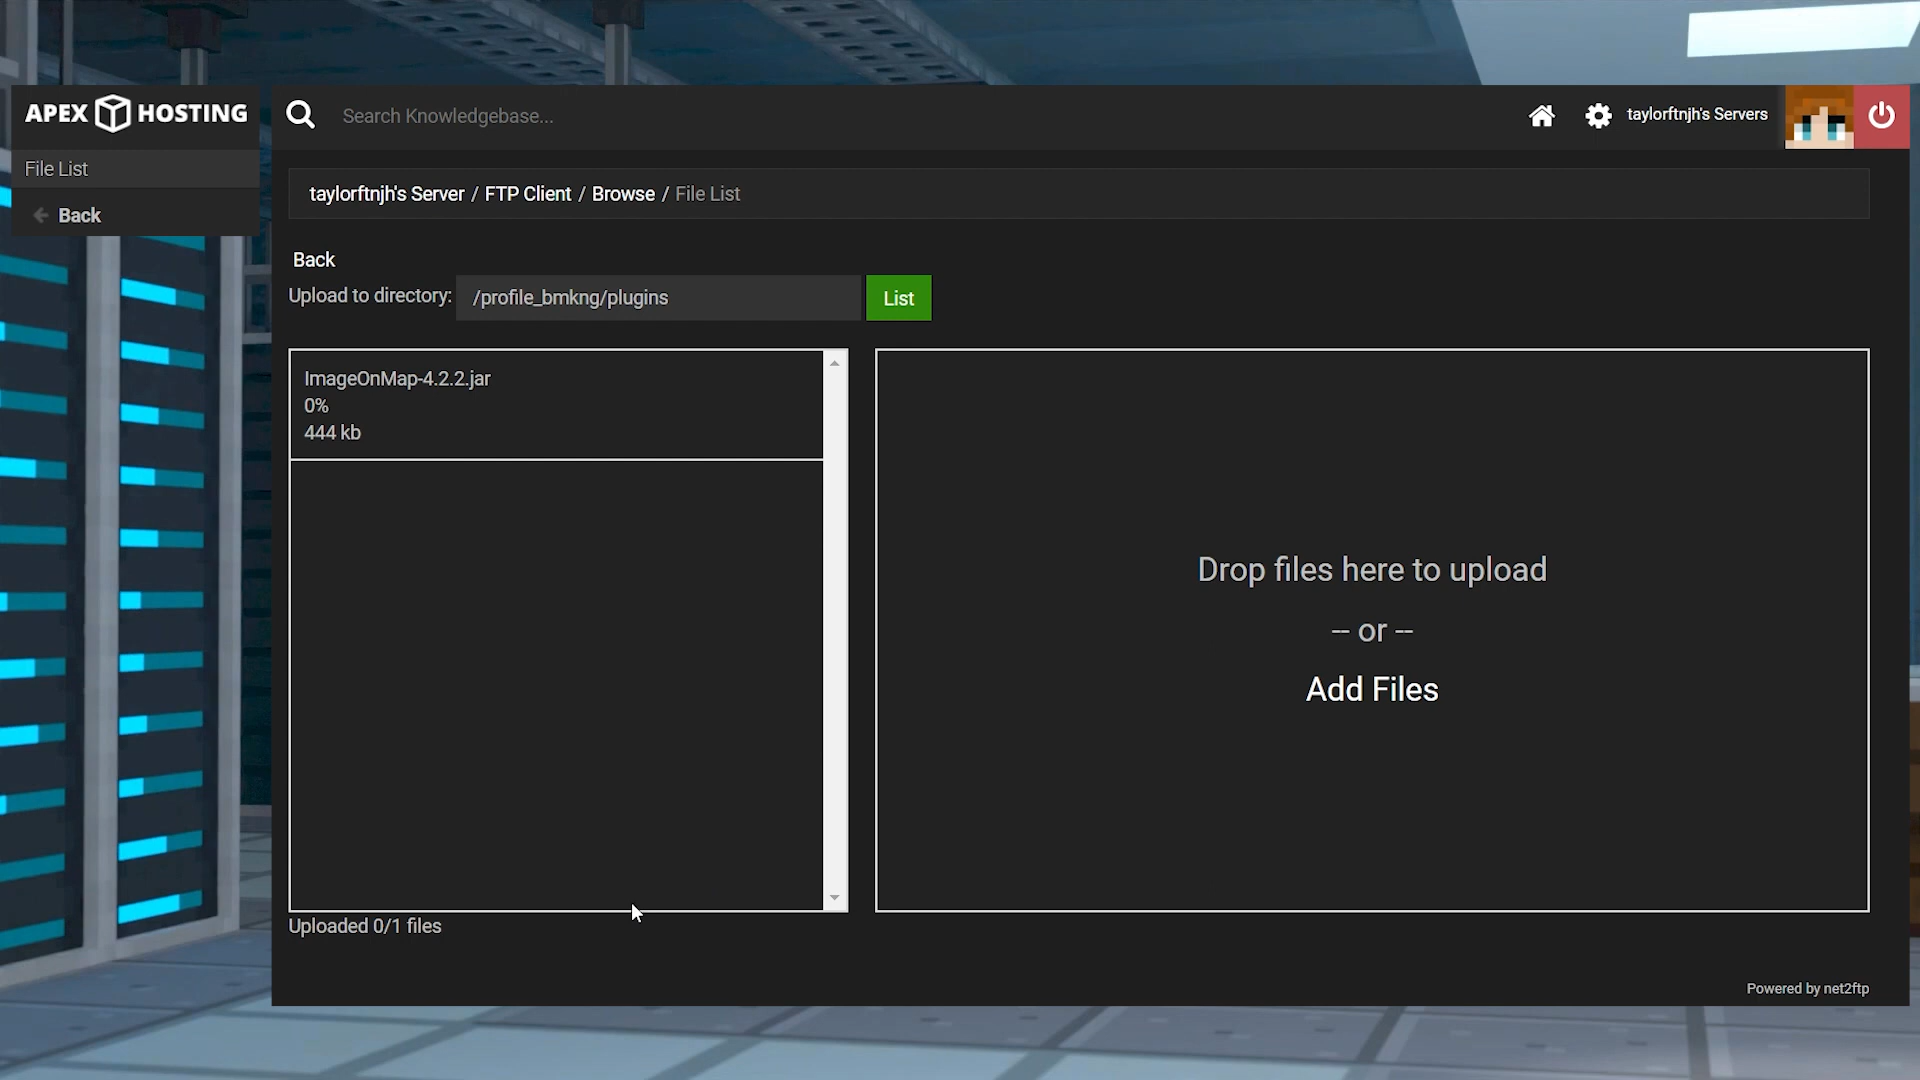 APEX HOSTING
Search Knowledgebase...
taylorftnjh's Servers
File List
Back
taylorftnjh's Server / FTP Client / Browse / File List
Back
Upload to directory: /profile_bmkng/plugins List
ImageOnMap-4.2.2.jar
0%
444 kb
Drop files here to upload
-- or --
Add Files
Uploaded 0/1 files
Powered by net2ftp